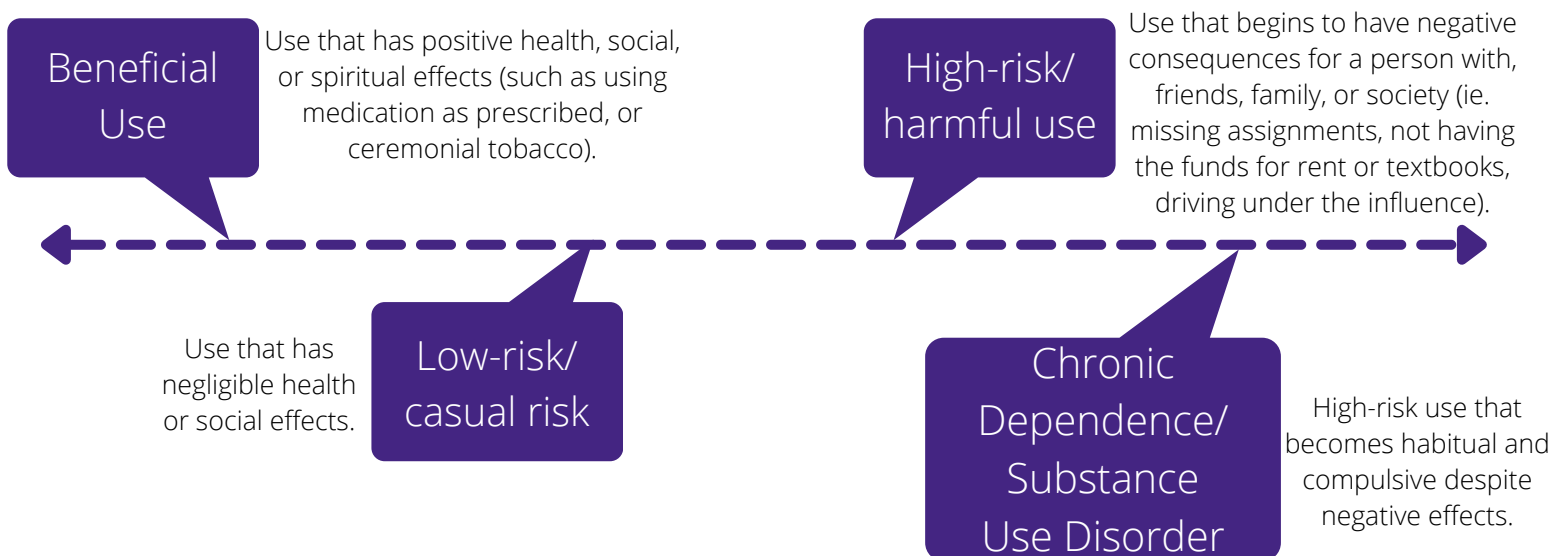 Beneficial
Use
Use that has positive health, social,
or spiritual effects (such as using
medication as prescribed, or
ceremonial tobacco).
High-risk/
harmful use
Use that begins to have negative
consequences for a person with,
friends, family, or society (ie.
missing assignments, not having
the funds for rent or textbooks,
driving under the influence).
Use that has
negligible health
or social effects.
Low-risk/
casual risk
Chronic
Dependence/
Substance
Use Disorder
High-risk use that
becomes habitual and
compulsive despite
negative effects.